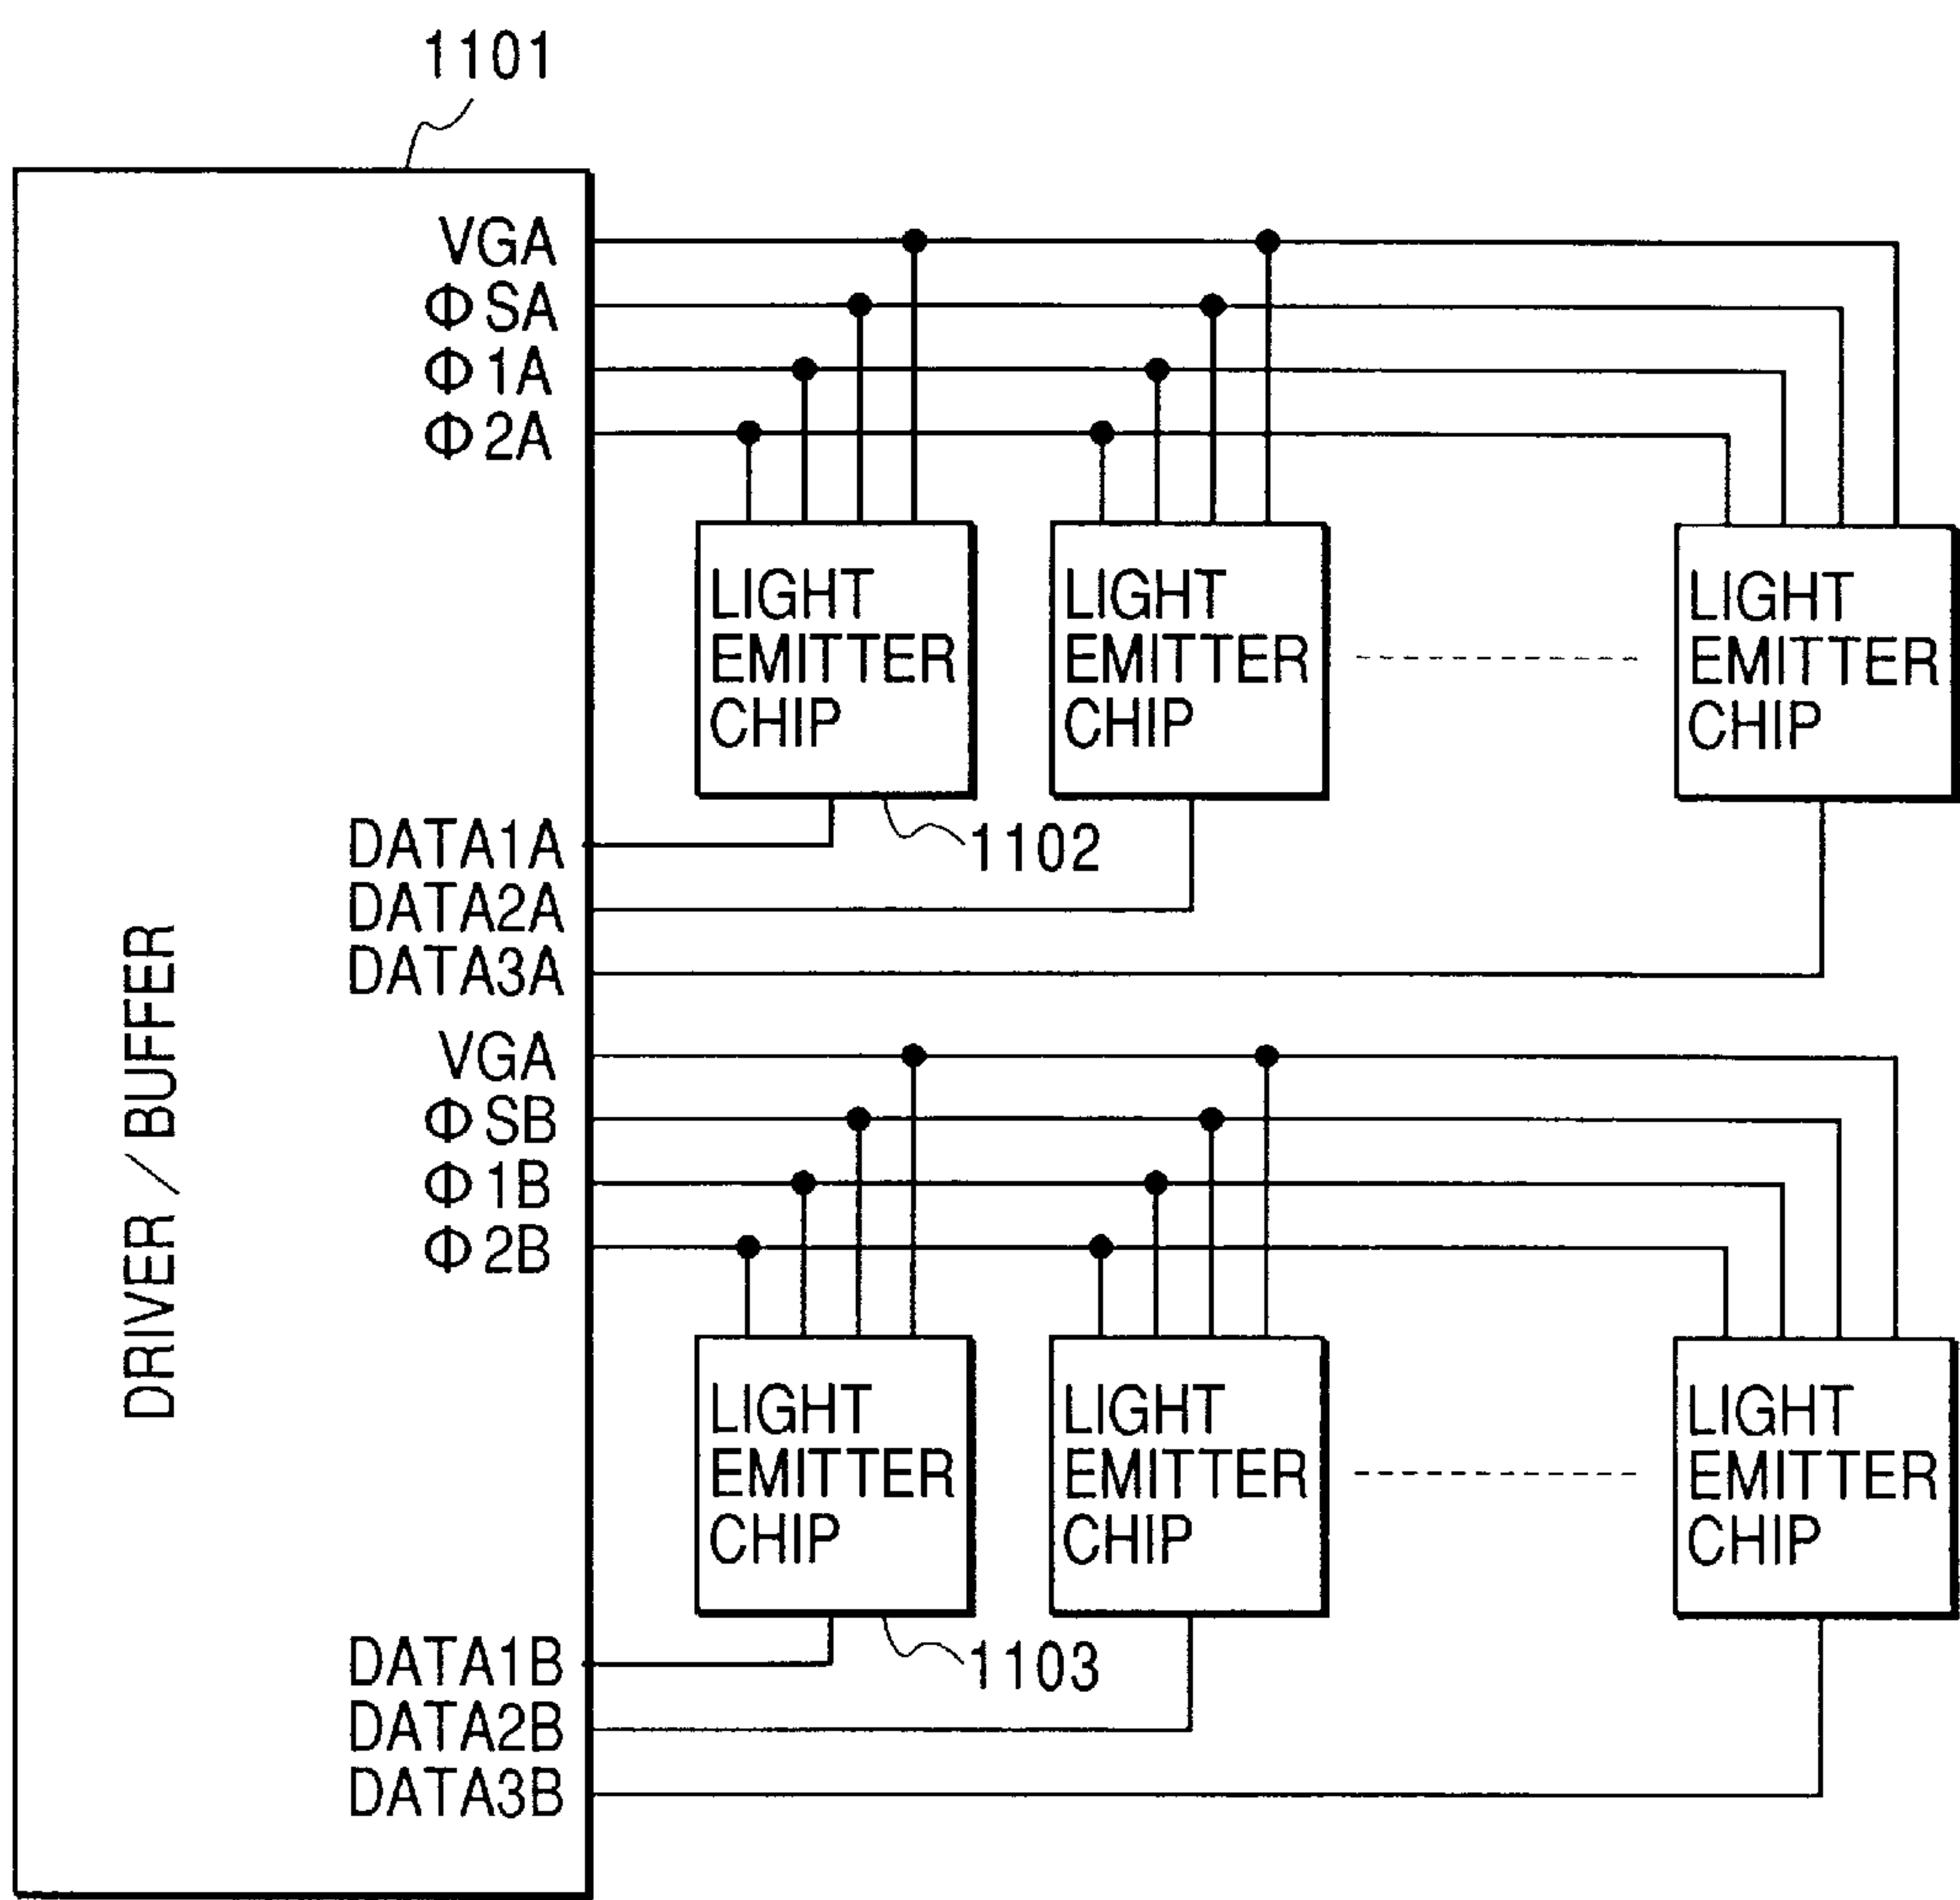 1101
VGA
ΦSA
Φ1A
Φ2A
LIGHT
EMITTER
CHIP
LIGHT
EMITTER
CHIP
LIGHT
EMITTER
CHIP
1102
DATA1A
DATA2A
DATA3A
DRIVER / BUFFER
VGA
ΦSB
Φ1B
Φ2B
LIGHT
EMITTER
CHIP
LIGHT
EMITTER
CHIP
LIGHT
EMITTER
CHIP
1103
DATA1B
DATA2B
DATA3B